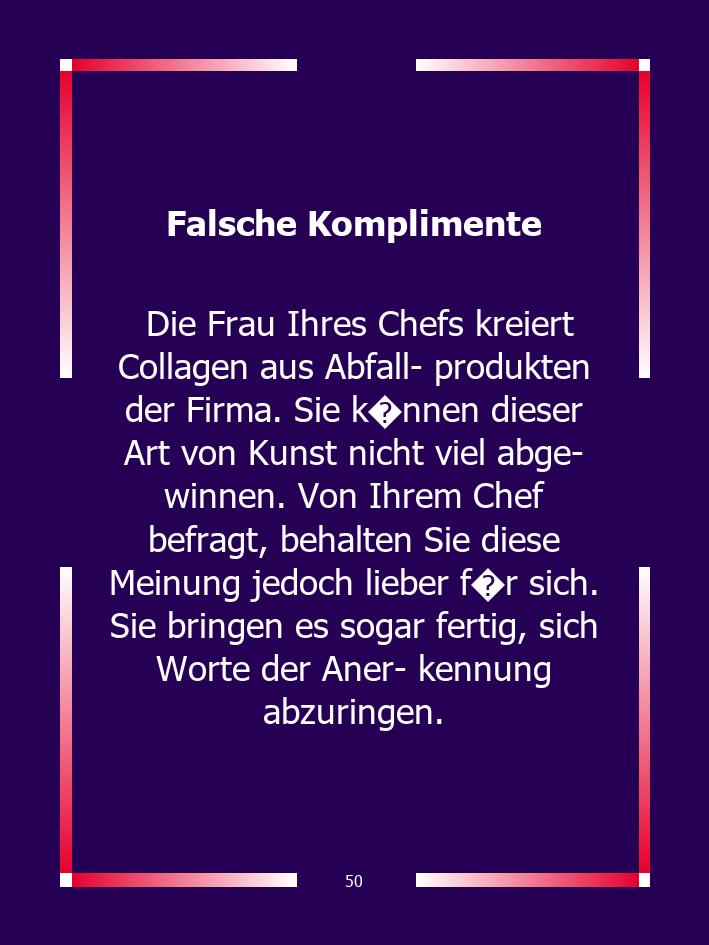 Falsche Komplimente
Die Frau Ihres Chefs kreiert
Collagen aus Abfall- produkten
der Firma. Sie k�nnen dieser
Art von Kunst nicht viel abge-
winnen. Von Ihrem Chef
befragt, behalten Sie diese
Meinung jedoch lieber f�r sich.
Sie bringen es sogar fertig, sich
Worte der Aner- kennung
abzuringen.
50